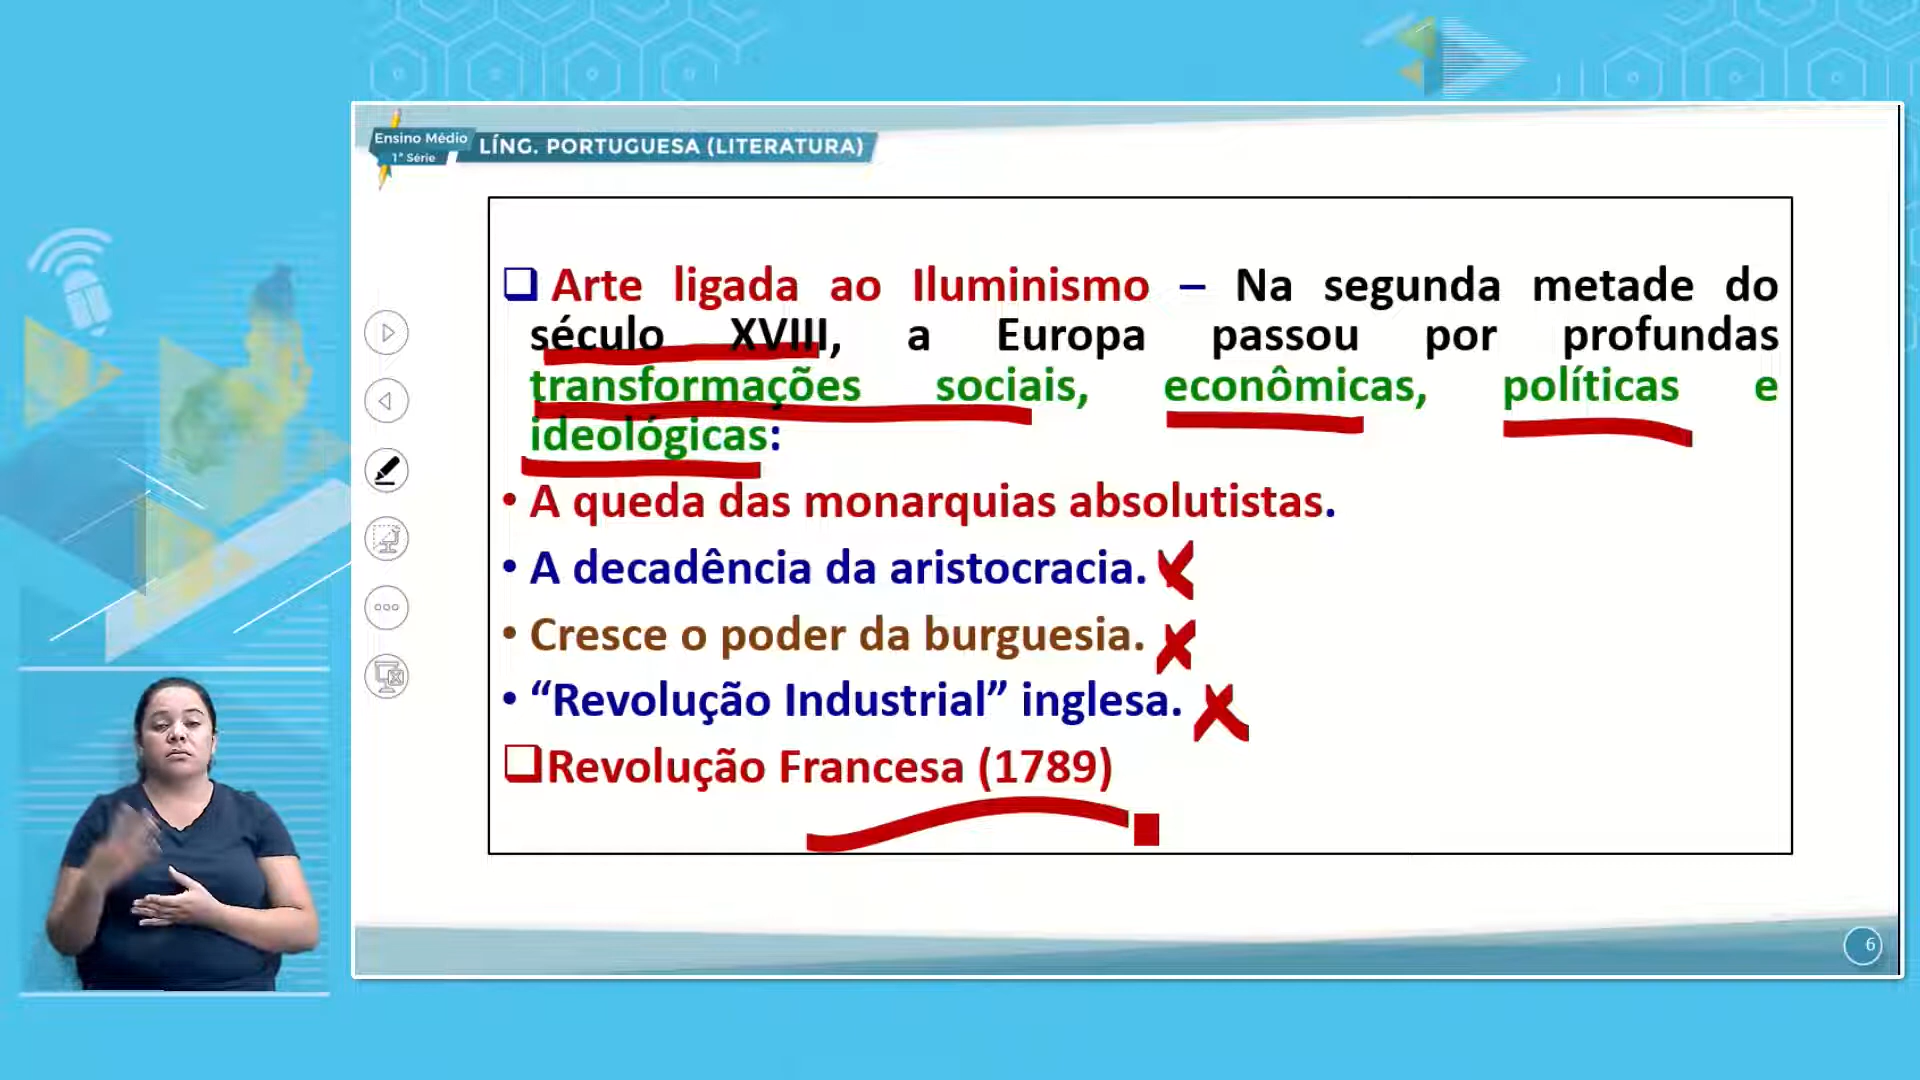 Ensino Médio
1ª Série
LÍNG. PORTUGUESA (LITERATURA)
Arte ligada ao Iluminismo – Na segunda metade do
século XVIII, a Europa passou por profundas
transformações sociais, econômicas, políticas e
ideológicas:
• A queda das monarquias absolutistas.
• A decadência da aristocracia.
• Cresce o poder da burguesia.
• “Revolução Industrial” inglesa.
Revolução Francesa (1789)
6